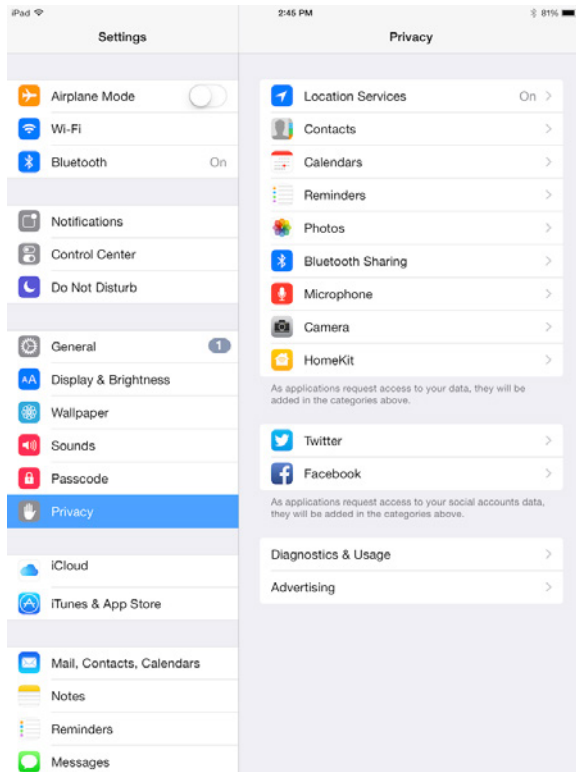 iPad
2:45 PM
81%
Settings
Privacy
Airplane Mode
Wi-Fi
Bluetooth On
Notifications
Control Center
Do Not Disturb
General 1
AA Display & Brightness
Wallpaper
Sounds
Passcode
Privacy
iCloud
iTunes & App Store
Mail, Contacts, Calendars
Notes
Reminders
Messages
Location Services On
Contacts
Calendars
Reminders
Photos
Bluetooth Sharing
Microphone
Camera
HomeKit
As applications request access to your data, they will be
added in the categories above.
Twitter
Facebook
As applications request access to your social accounts data,
they will be added in the categories above.
Diagnostics & Usage
Advertising